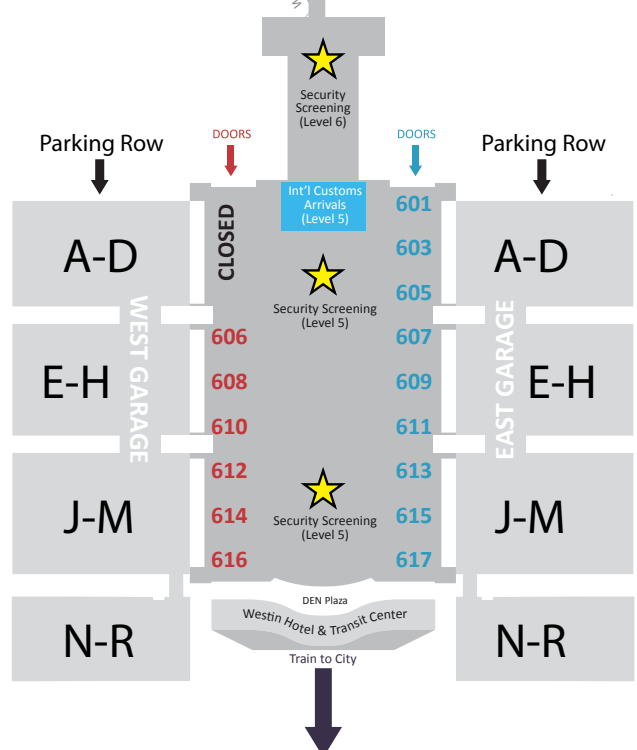 Security
Screening
(Level 6)
DOORS
DOORS
Parking Row
Parking Row
Int'l Customs
Arrivals
(Level 5)
CLOSED
601
603
605
A-D
A-D
Security Screening
(Level 5)
WEST GARAGE
EAST GARAGE
606
607
E-H
608
609
E-H
610
611
612
613
J-M
614
Security Screening
(Level 5)
615
J-M
616
617
DEN Plaza
Westin Hotel & Transit Center
N-R
N-R
Train to City